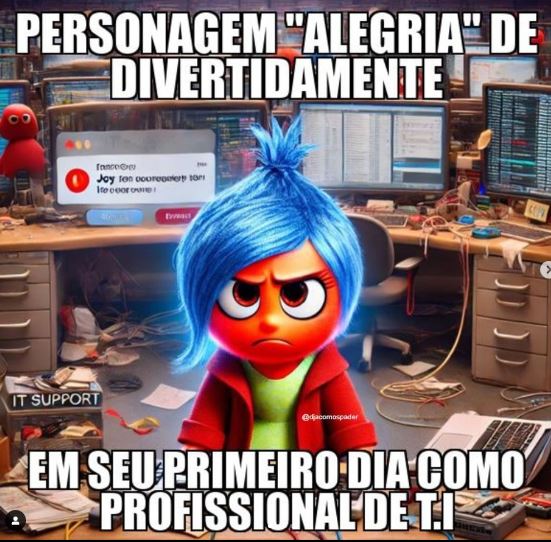 PERSONAGEM "ALEGRIA" DE
DIVERTIDAMENTE
Joy
IT SUPPORT
@djacomospader
EM SEU PRIMEIRO DIA COMO
PROFISSIONAL DE T.I